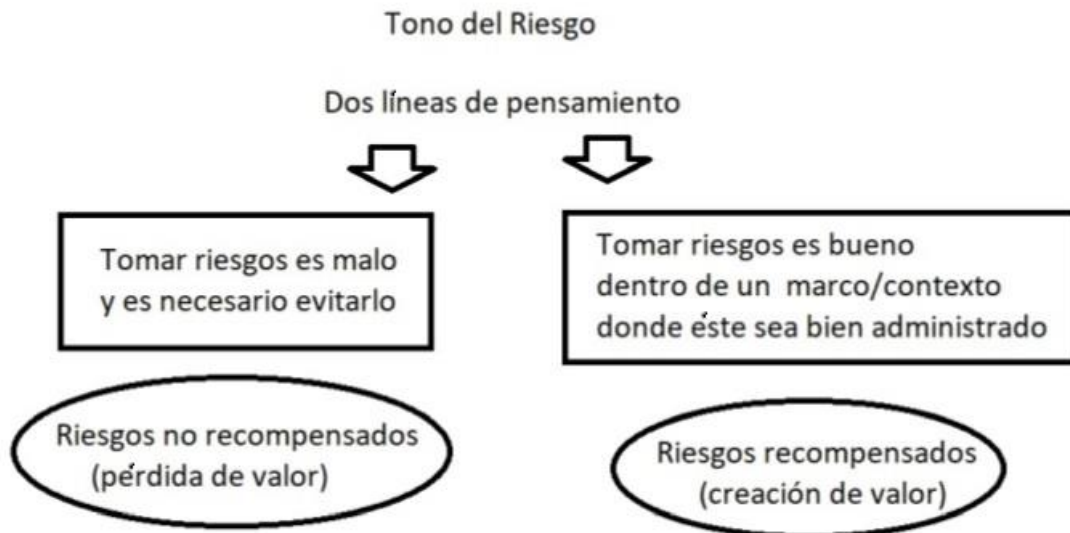 Tono del Riesgo
Dos líneas de pensamiento
Tomar riesgos es malo
y es necesario evitarlo
Tomar riesgos es bueno
dentro de un marco/contexto
donde éste sea bien administrado
Riesgos no recompensados
(pérdida de valor)
Riesgos recompensados
(creación de valor)